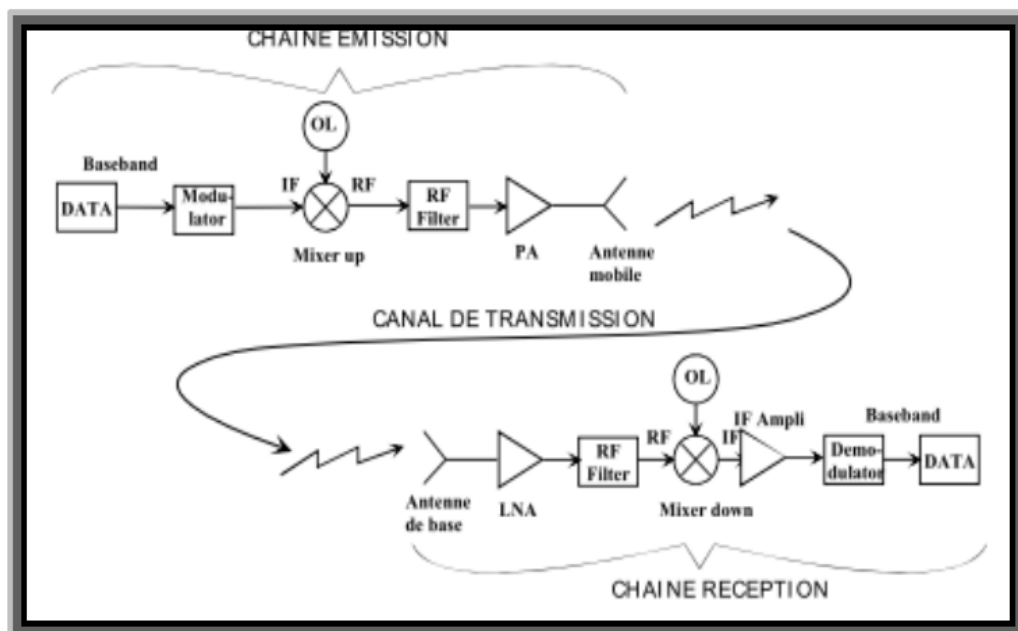 CHAINE EMISSION
OL
Baseband
IF
RF
DATA
Modu-
lator
RF
Filter
Mixer up
PA
Antenne
mobile
CANAL DE TRANSMISSION
OL
IF Ampli
Baseband
RF
IF
RF
Filter
Demo-
dulator
DATA
Antenne
de base
LNA
Mixer down
CHAINE RECEPTION